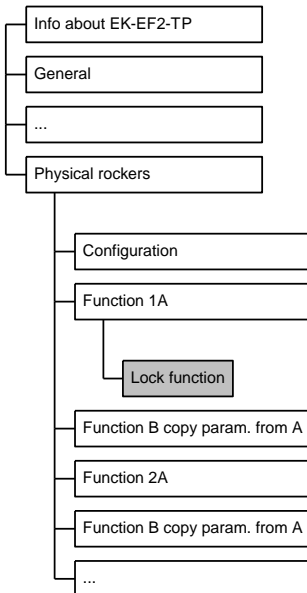 Info about EK-EF2-TP
General
...
Physical rockers
Configuration
Function 1A
Lock function
Function B copy param. from A
Function 2A
Function B copy param. from A
...